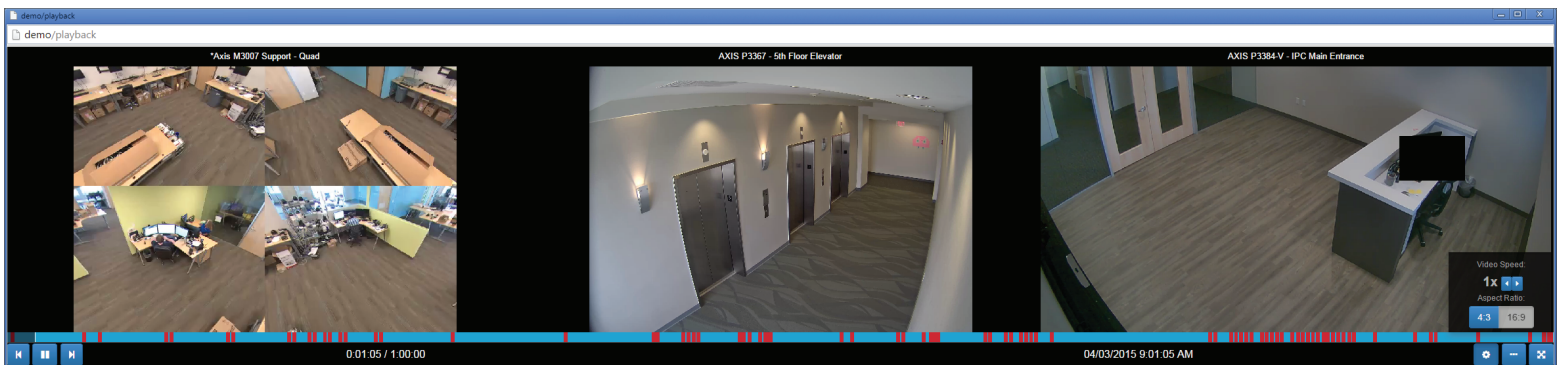 demo/playback
demo/playback
*Axis M3007 Support - Quad
AXIS P3367 - 5th Floor Elevator
AXIS P3384-V - IPC Main Entrance
Video Speed:
1x
Aspect Ratio:
4:3 16:9
0:01:05 / 1:00:00
04/03/2015 9:01:05 AM